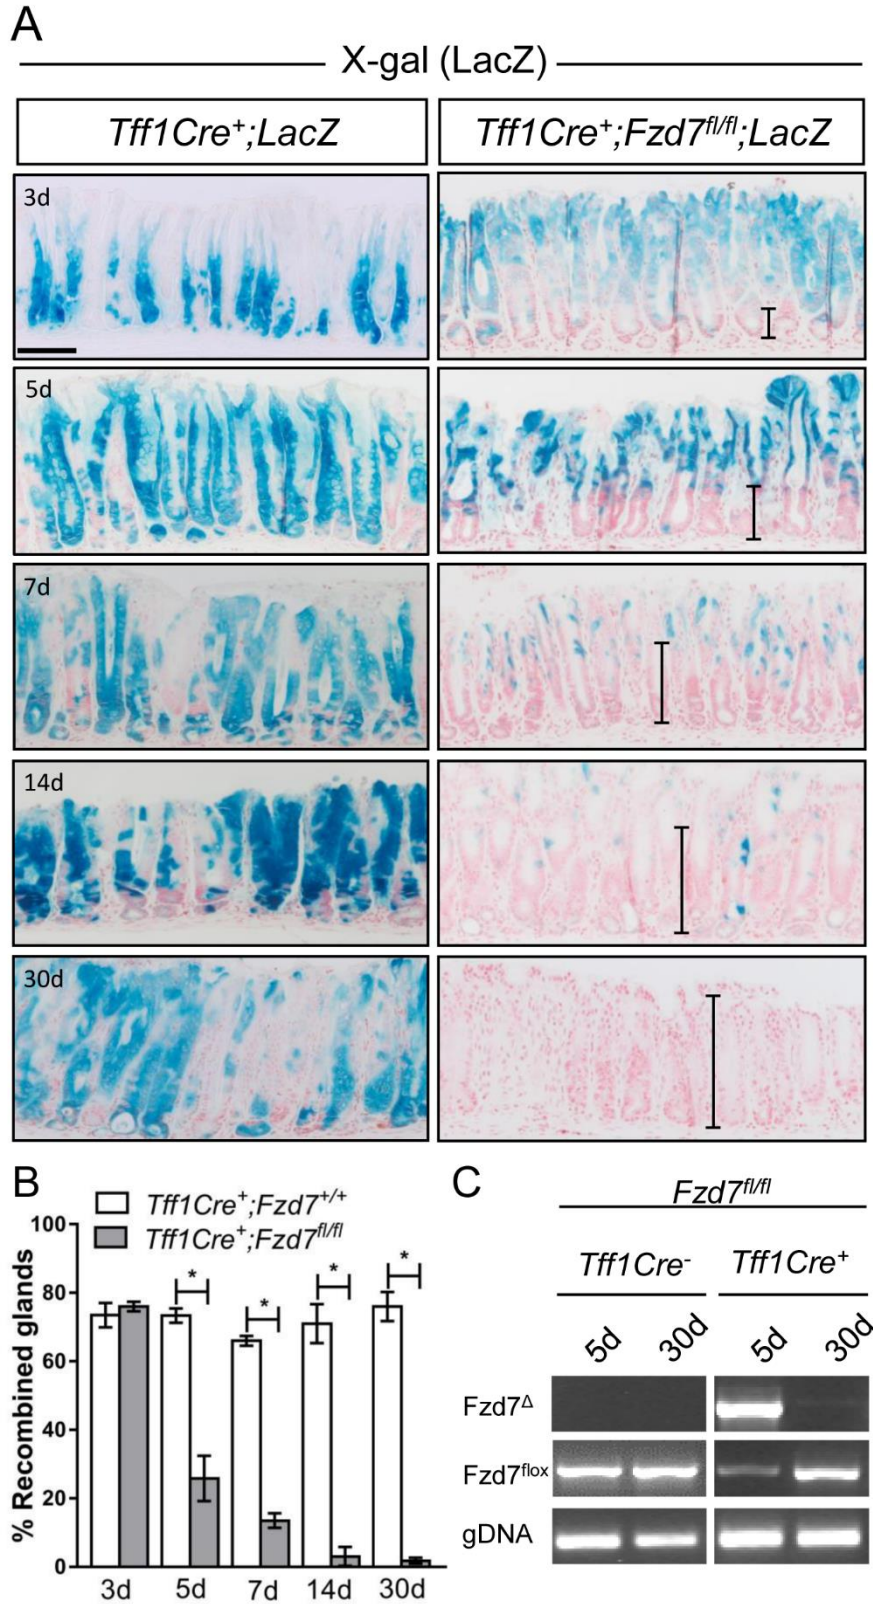 A
X-gal (LacZ)
Tff1Cre⁺;LacZ
Tff1Cre⁺;Fzd7ᶠˡ/ᶠˡ;LacZ
3d
5d
7d
14d
30d
B
Tff1Cre⁺;Fzd7⁺/⁺
Tff1Cre⁺;Fzd7ᶠˡ/ᶠˡ
% Recombined glands
100
80
60
40
20
0
* * * *
3d 5d 7d 14d 30d
C
Fzd7ᶠˡ/ᶠˡ
Tff1Cre⁻ Tff1Cre⁺
5d 30d 5d 30d
Fzd7Δ
Fzd7ᶠˡᵒˣ
gDNA